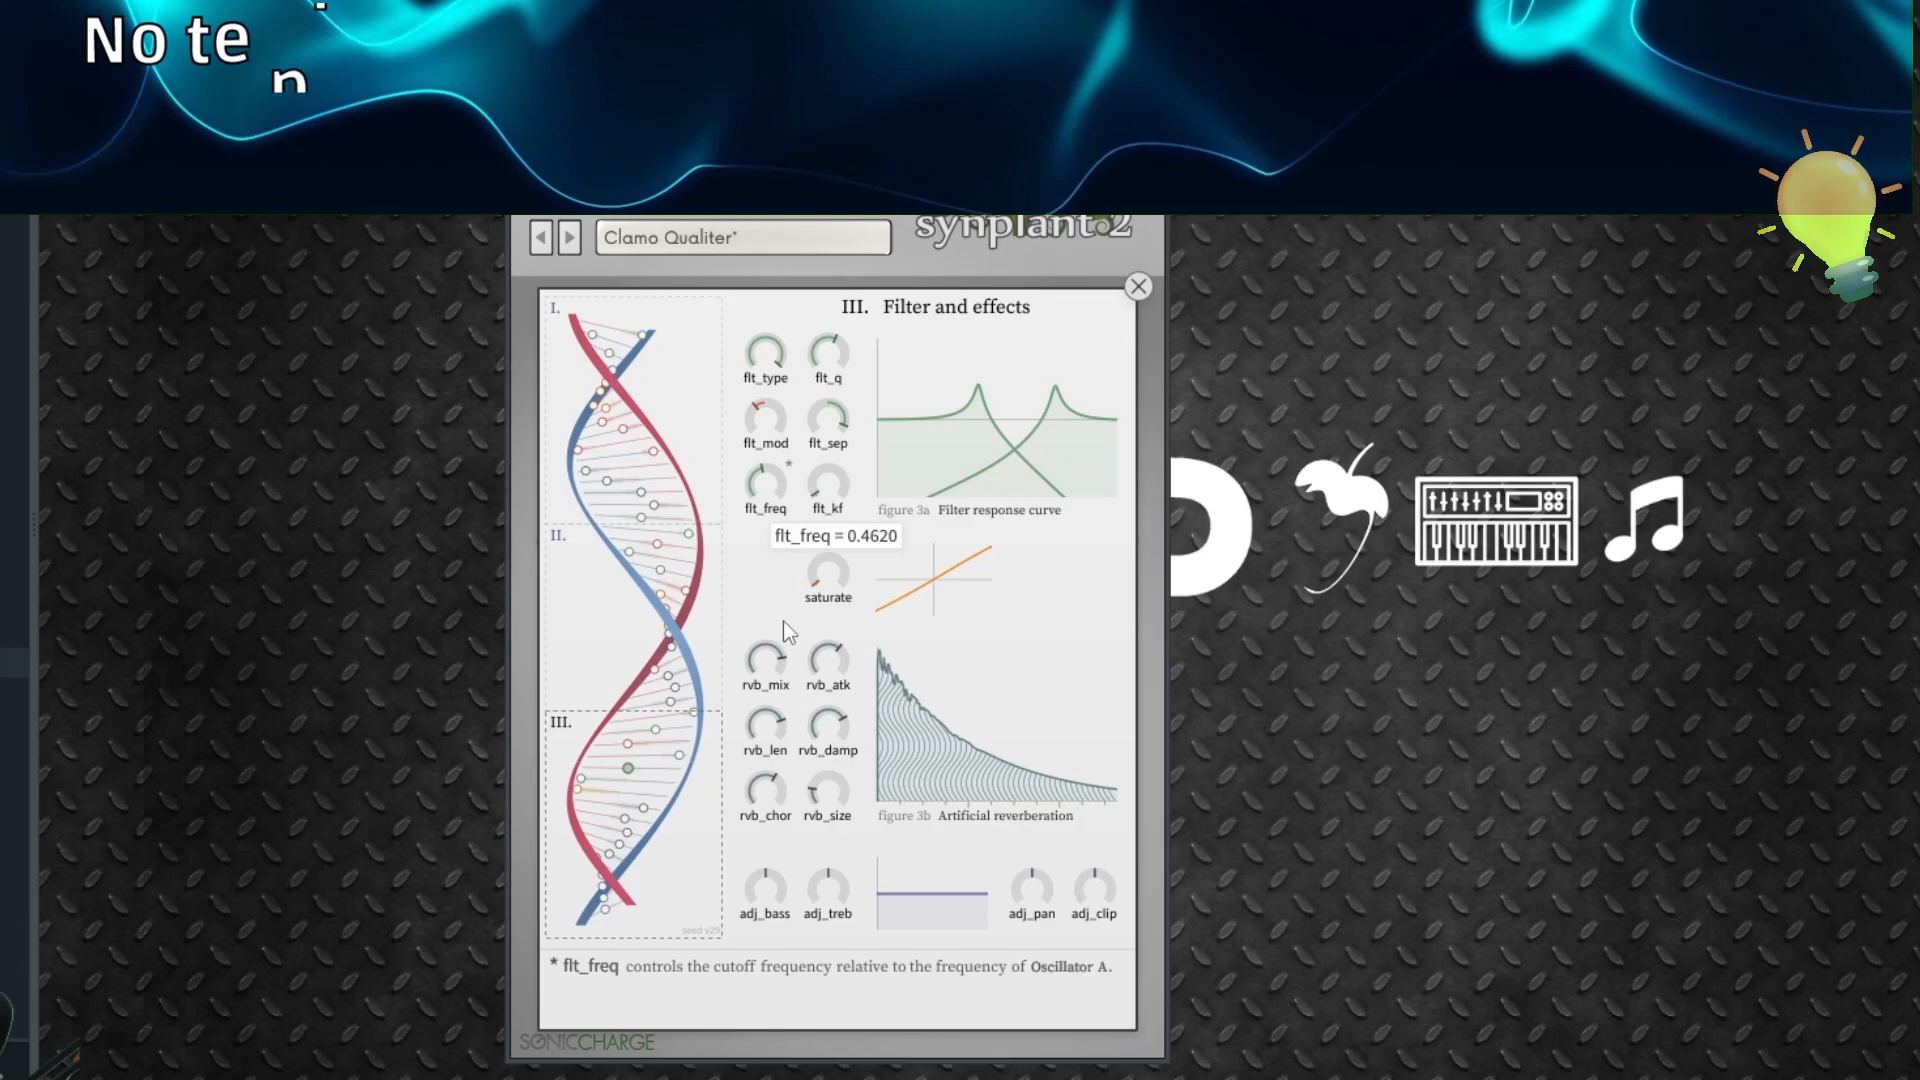 No te
n
Clamo Qualiter*
synplant 2
I.
III. Filter and effects
flt_type flt_q
flt_mod flt_sep
flt_freq * flt_kf
figure 3a Filter response curve
II.
flt_freq = 0.4620
saturate
rvb_mix rvb_atk
III.
rvb_len rvb_damp
rvb_chor rvb_size
figure 3b Artificial reverberation
adj_bass adj_treb adj_pan adj_clip
seed v29
* flt_freq controls the cutoff frequency relative to the frequency of Oscillator A.
SONICCHARGE